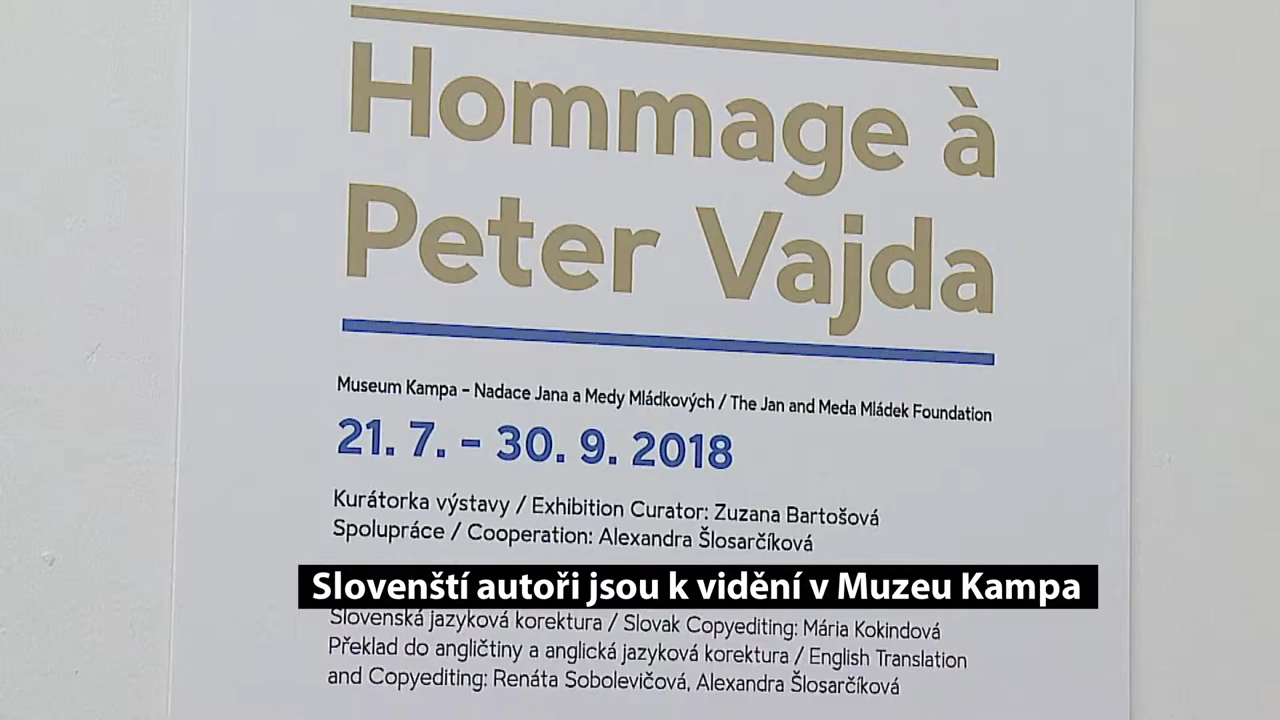 Hommage à
Peter Vajda
Museum Kampa – Nadace Jana a Medy Mládkových / The Jan and Meda Mládek Foundation
21. 7. – 30. 9. 2018
Kurátorka výstavy / Exhibition Curator: Zuzana Bartošová
Spolupráce / Cooperation: Alexandra Šlosarčíková
Slovenští autoři jsou k vidění v Muzeu Kampa
Slovenská jazyková korektura / Slovak Copyediting: Mária Kokindová
Překlad do angličtiny a anglická jazyková korektura / English Translation
and Copyediting: Renáta Sobolevičová, Alexandra Šlosarčíková